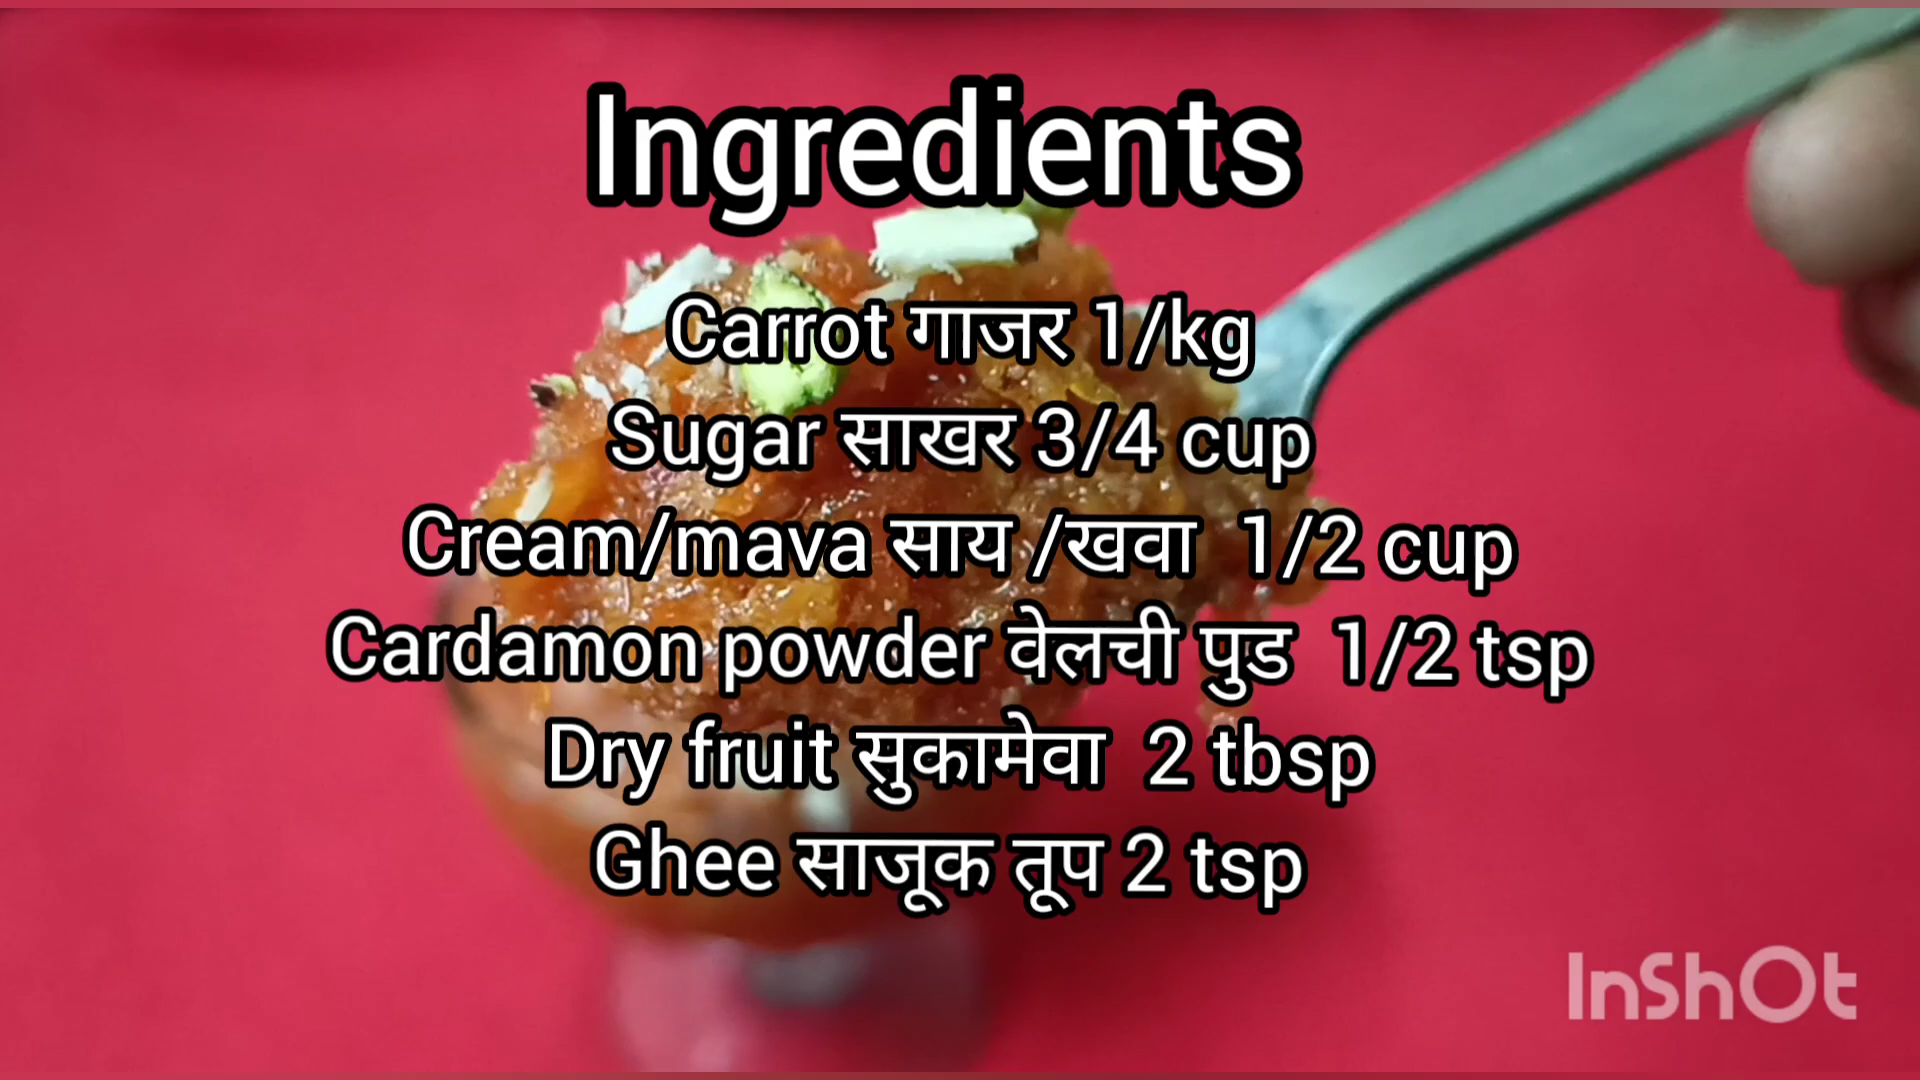 Ingredients
Carrot गाजर 1/kg
Sugar साखर 3/4 cup
Cream/mava साय /खवा 1/2 cup
Cardamon powder वेलची पुड 1/2 tsp
Dry fruit सुकामेवा 2 tbsp
Ghee साजूक तूप 2 tsp
InShOt